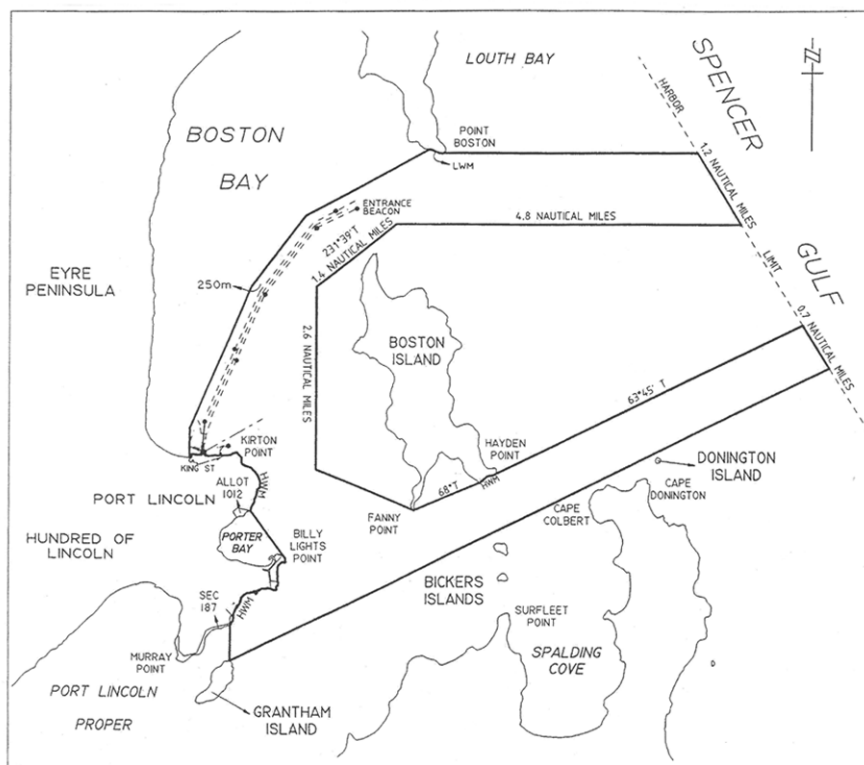 LOUTH BAY
SPENCER
N
HARBOR
BOSTON
BAY
POINT
BOSTON
LWM
1.2 NAUTICAL MILES
ENTRANCE
BEACON
4.8 NAUTICAL MILES
231°39'T
1.4 NAUTICAL MILES
LIMIT
GULF
EYRE
PENINSULA
250m
0.7 NAUTICAL MILES
BOSTON
ISLAND
2.6 NAUTICAL MILES
63°45' T
KIRTON
POINT
HAYDEN
POINT
KING ST
HWM
HWM
DONINGTON
ISLAND
ALLOT
1012
PORT LINCOLN
68°T
CAPE
DONINGTON
CAPE
COLBERT
FANNY
POINT
HUNDRED OF
LINCOLN
PORTER
BAY
BILLY
LIGHTS
POINT
BICKERS
ISLANDS
SEC
187
HWM
SURFLEET
POINT
MURRAY
POINT
SPALDING
COVE
PORT LINCOLN
PROPER
GRANTHAM
ISLAND